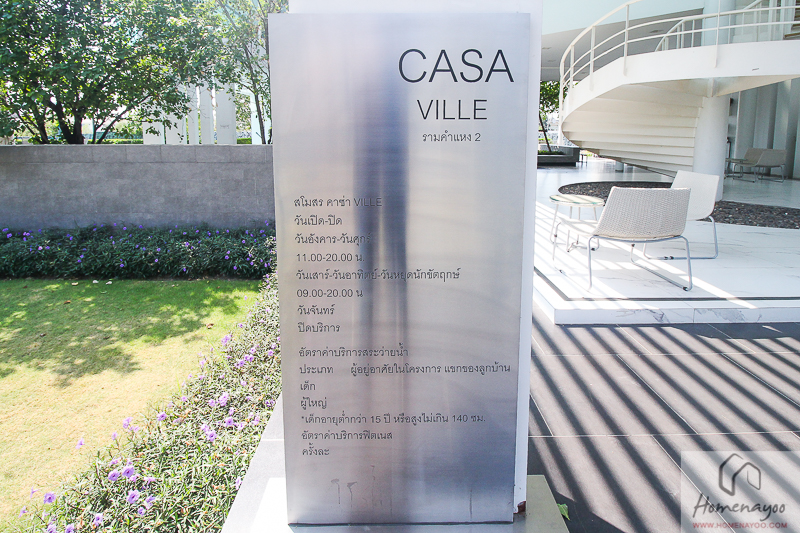 CASA
VILLE
รามคำแหง 2
สโมสร คาซ่า VILLE
วันเปิด-ปิด
วันอังคาร-วันศุกร์
11.00-20.00 น.
วันเสาร์-วันอาทิตย์-วันหยุดนักขัตฤกษ์
09.00-20.00 น
วันจันทร์
ปิดบริการ
อัตราค่าบริการสระว่ายน้ำ
ประเภท ผู้อยู่อาศัยในโครงการ แขกของลูกบ้าน
เด็ก
ผู้ใหญ่
*เด็กอายุต่ำกว่า 15 ปี หรือสูงไม่เกิน 140 ซม.
อัตราค่าบริการฟิตเนส
ครั้งละ
Homenayoo
WWW.HOMENAYOO.COM